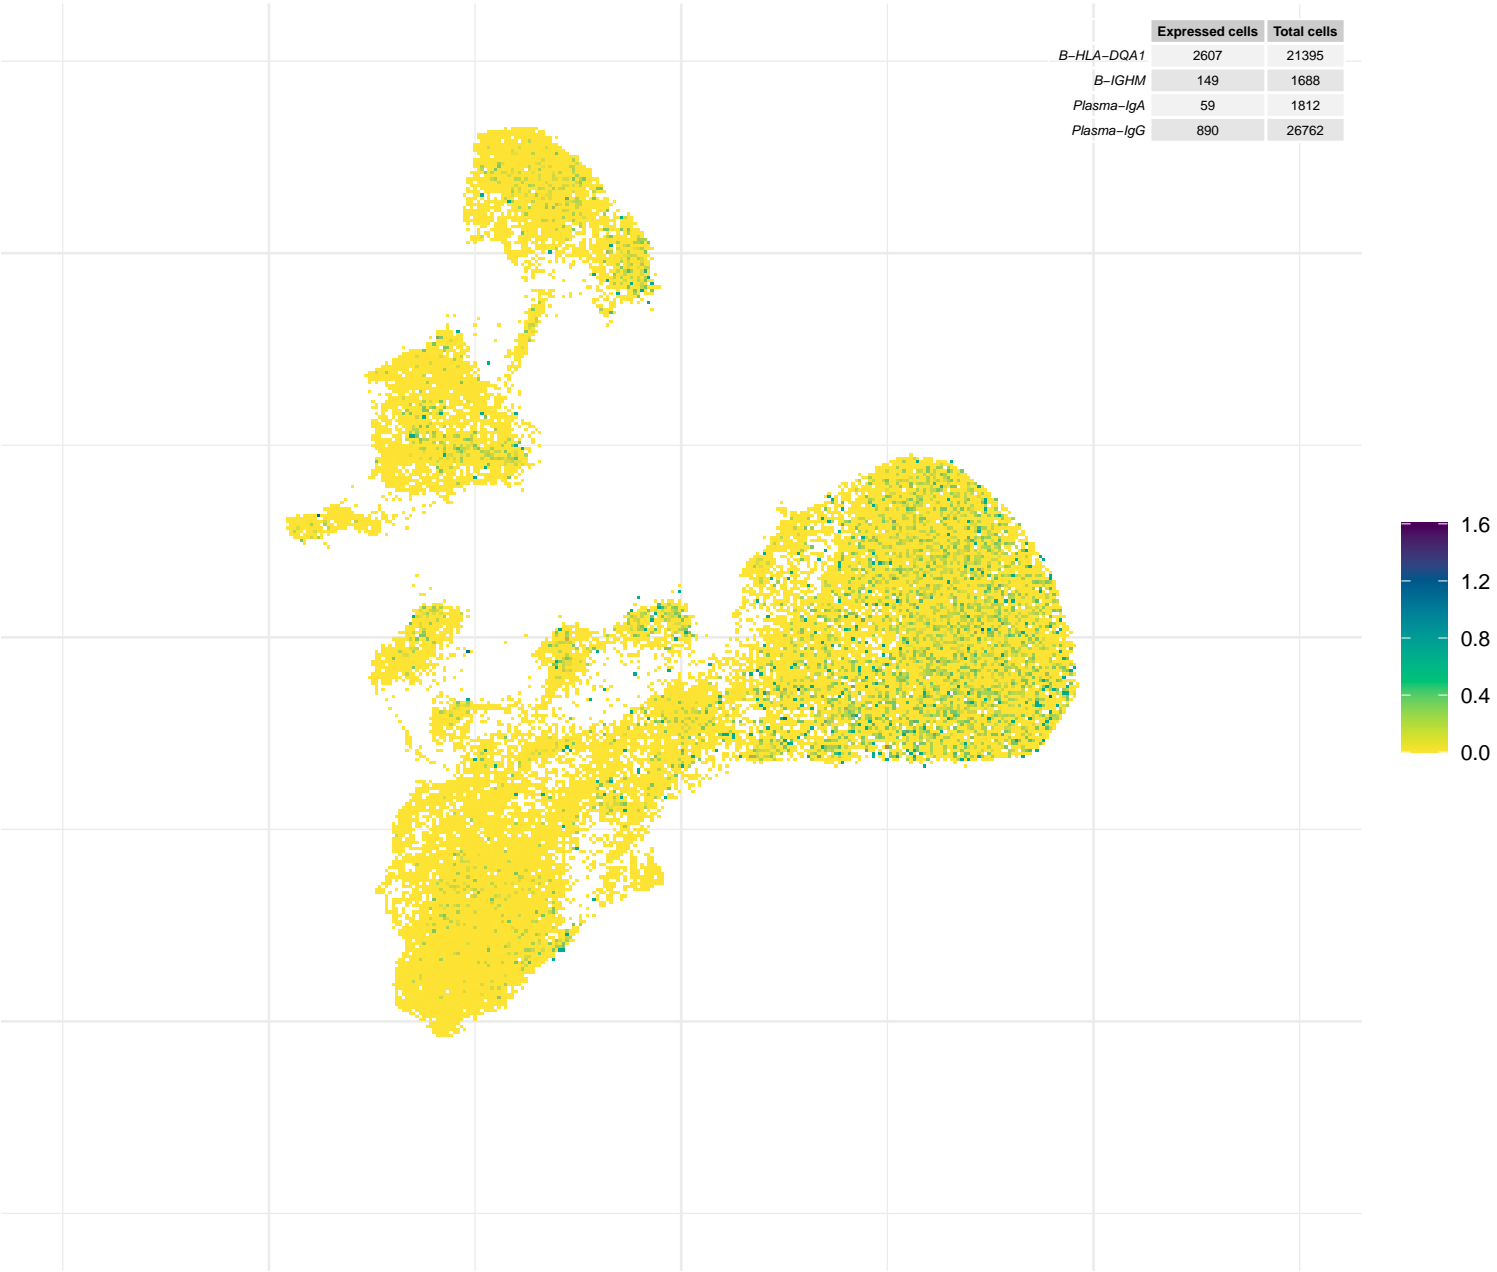 Expressed cells Total cells
B−HLA−DQA1 2607 21395
B−IGHM 149 1688
Plasma−IgA 59 1812
Plasma−IgG 890 26762
1.6
1.2
0.8
0.4
0.0